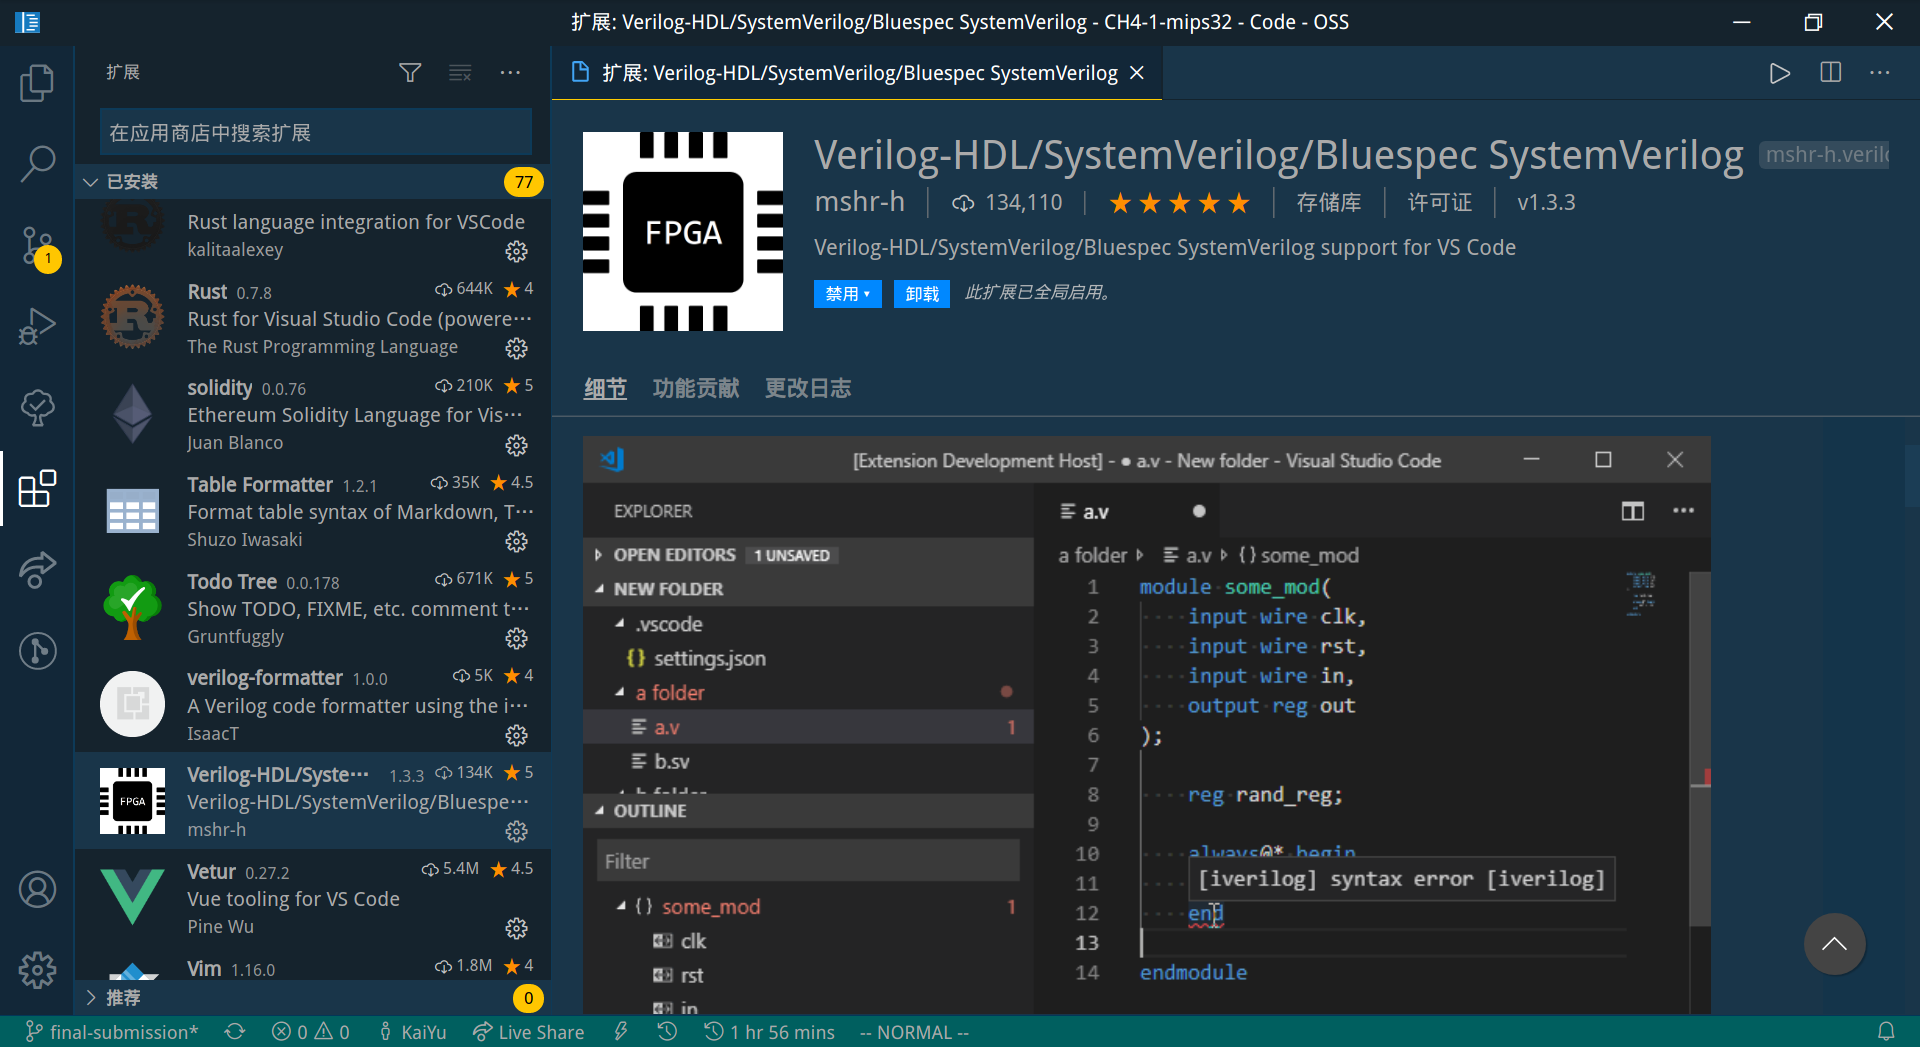 扩展: Verilog-HDL/SystemVerilog/Bluespec SystemVerilog - CH4-1-mips32 - Code - OSS
扩展
在应用商店中搜索扩展
已安装 77
Rust language integration for VSCode
kalitaalexey
Rust 0.7.8 644K ★ 4
Rust for Visual Studio Code (powere···
The Rust Programming Language
solidity 0.0.76 210K ★ 5
Ethereum Solidity Language for Vis···
Juan Blanco
Table Formatter 1.2.1 35K ★ 4.5
Format table syntax of Markdown, T···
Shuzo Iwasaki
Todo Tree 0.0.178 671K ★ 5
Show TODO, FIXME, etc. comment t···
Gruntfuggly
verilog-formatter 1.0.0 5K ★ 4
A Verilog code formatter using the i···
IsaacT
FPGA
Verilog-HDL/Syste··· 1.3.3 134K ★ 5
Verilog-HDL/SystemVerilog/Bluespe···
mshr-h
Vetur 0.27.2 5.4M ★ 4.5
Vue tooling for VS Code
Pine Wu
Vim 1.16.0 1.8M ★ 4
推荐 0
1
扩展: Verilog-HDL/SystemVerilog/Bluespec SystemVerilog
FPGA
Verilog-HDL/SystemVerilog/Bluespec SystemVerilog mshr-h.veril
mshr-h 134,110 ★★★★★ 存储库 许可证 v1.3.3
Verilog-HDL/SystemVerilog/Bluespec SystemVerilog support for VS Code
禁用 卸载 此扩展已全局启用。
细节 功能贡献 更改日志
[Extension Development Host] - ● a.v - New folder - Visual Studio Code
EXPLORER
OPEN EDITORS 1 UNSAVED
NEW FOLDER
.vscode
{} settings.json
a folder
a.v 1
b.sv
OUTLINE
Filter
{} some_mod 1
clk
rst
in
a.v
a folder a.v {} some_mod
1 module some_mod(
2 input wire clk,
3 input wire rst,
4 input wire in,
5 output reg out
6 );
7
8 reg rand_reg;
9
10 always@* begin
11 [iverilog] syntax error [iverilog]
12 end
13
14 endmodule
final-submission* 0 0 KaiYu Live Share 1 hr 56 mins -- NORMAL --